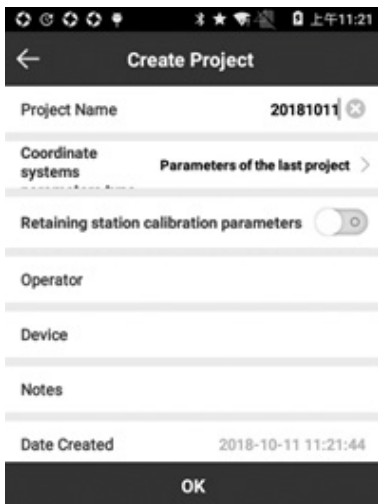 上午11:21
Create Project
Project Name 20181011
Coordinate
systems Parameters of the last project
Retaining station calibration parameters
Operator
Device
Notes
Date Created 2018-10-11 11:21:44
OK